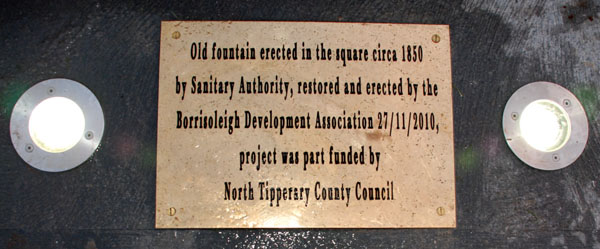 Old fountain erected in the square circa 1850
by Sanitary Authority, restored and erected by the
Borrisoleigh Development Association 27/11/2010,
project was part funded by
North Tipperary County Council